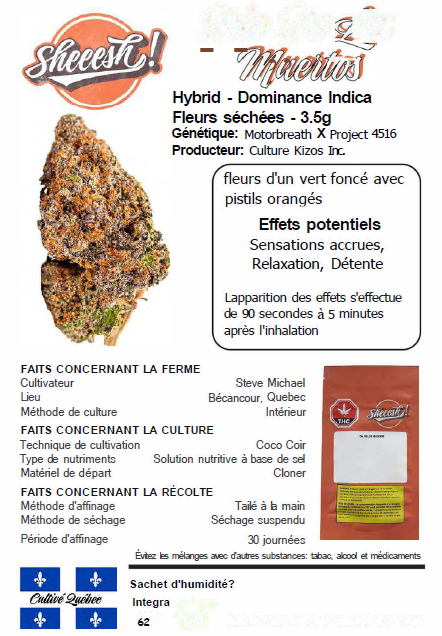 Sheeesh!
Muertos
Hybrid - Dominance Indica
Fleurs séchées - 3.5g
Génétique: Motorbreath X Project 4516
Producteur: Culture Kizos Inc.
fleurs d'un vert foncé avec
pistils orangés
Effets potentiels
Sensations accrues,
Relaxation, Détente
Lapparition des effets s'effectue
de 90 secondes à 5 minutes
après l'inhalation
FAITS CONCERNANT LA FERME
Cultivateur Steve Michael
Lieu Bécancour, Quebec
Méthode de culture Intérieur
FAITS CONCERNANT LA CULTURE
Technique de cultivation Coco Coir
Type de nutriments Solution nutritive à base de sel
Matériel de départ Cloner
FAITS CONCERNANT LA RÉCOLTE
Méthode d'affinage Tailé à la main
Méthode de séchage Séchage suspendu
Période d'affinage 30 journées
THC
Sheeesh!
Évitez les mélanges avec d'autres substances: tabac, alcool et médicaments
Cultivé Québec
Sachet d'humidité?
Integra
62